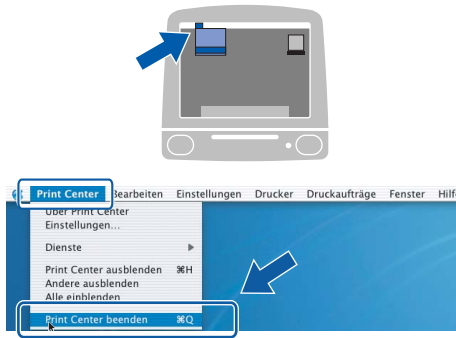 Print Center Bearbeiten Einstellungen Drucker Druckaufträge Fenster Hilfe
Über Print Center
Einstellungen...
Dienste
Print Center ausblenden ⌘H
Andere ausblenden
Alle einblenden
Print Center beenden ⌘Q